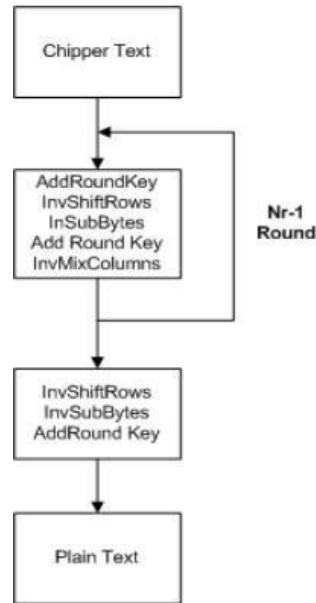 Chipper Text
AddRoundKey
InvShiftRows
InSubBytes
Add Round Key
InvMixColumns
Nr-1
Round
InvShiftRows
InvSubBytes
AddRound Key
Plain Text